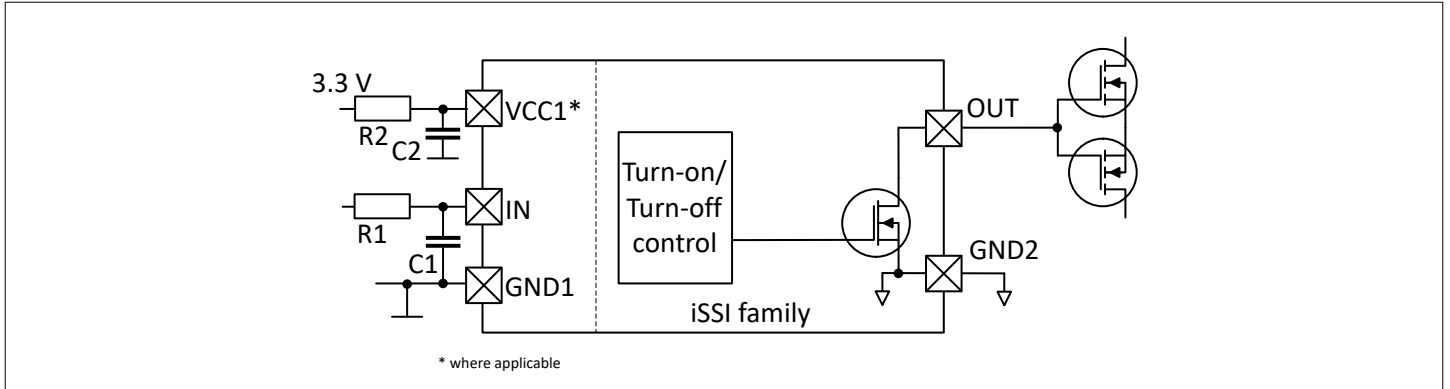 3.3 V
R2
C2
VCC1*
R1
C1
IN
GND1
Turn-on/
Turn-off
control
OUT
GND2
iSSI family
* where applicable